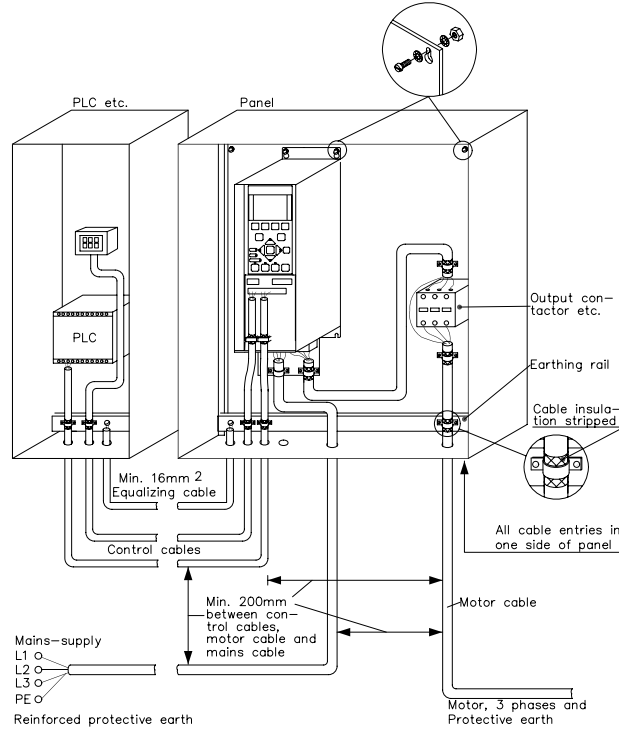 PLC etc.
Panel
PLC
Output con-
tactor etc.
Earthing rail
Cable insula-
tion stripped
Min. 16mm 2
Equalizing cable
All cable entries in
one side of panel
Control cables
Min. 200mm
between con-
trol cables,
motor cable and
mains cable
Motor cable
Mains-supply
L1
L2
L3
PE
Reinforced protective earth
Motor, 3 phases and
Protective earth